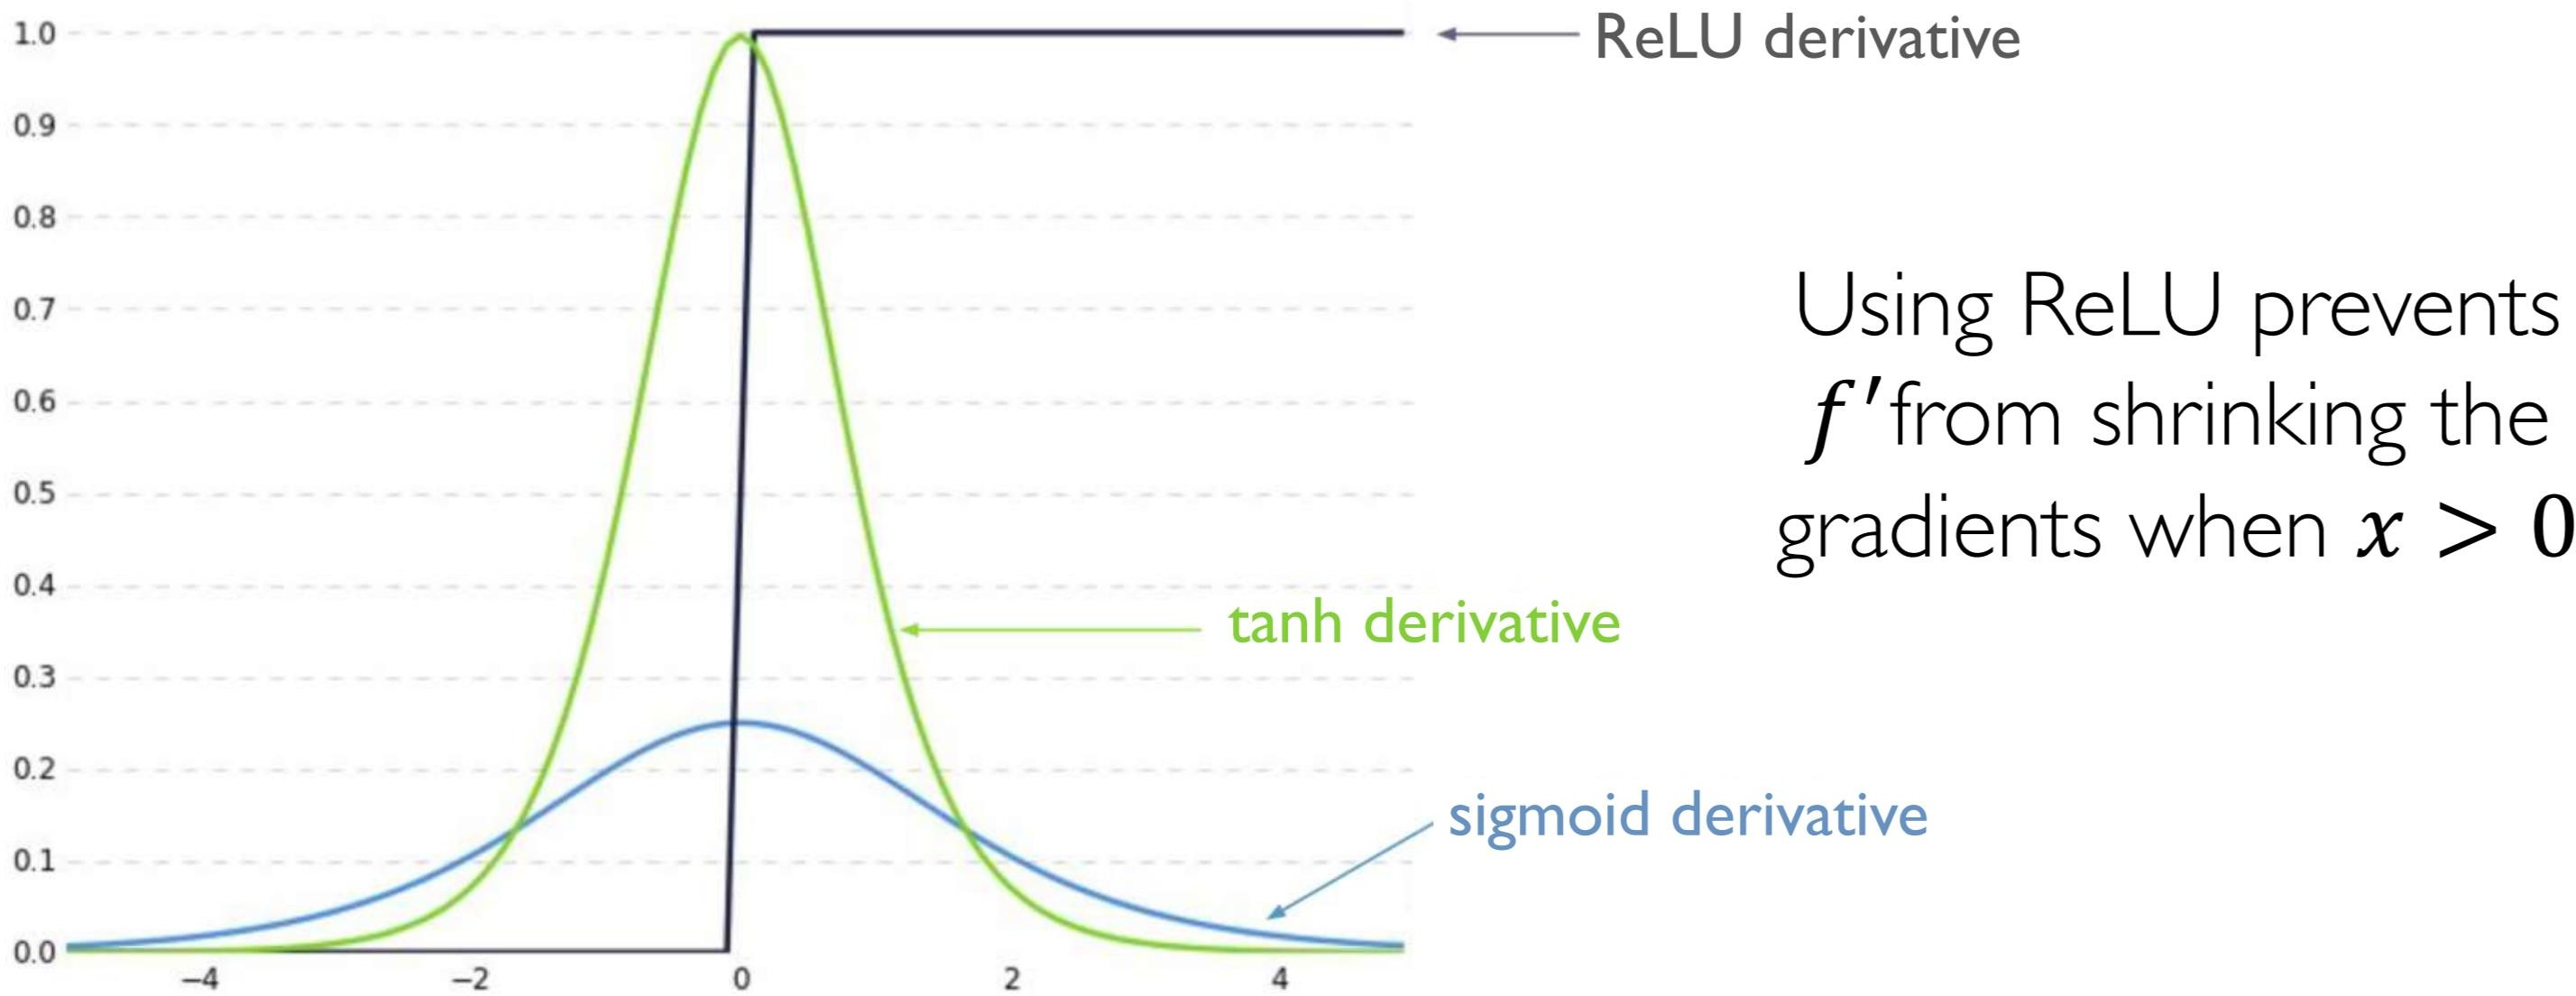 1.0
0.9
0.8
0.7
0.6
0.5
0.4
0.3
0.2
0.1
0.0
−4 −2 0 2 4
ReLU derivative
tanh derivative
sigmoid derivative
Using ReLU prevents
f′ from shrinking the
gradients when x > 0